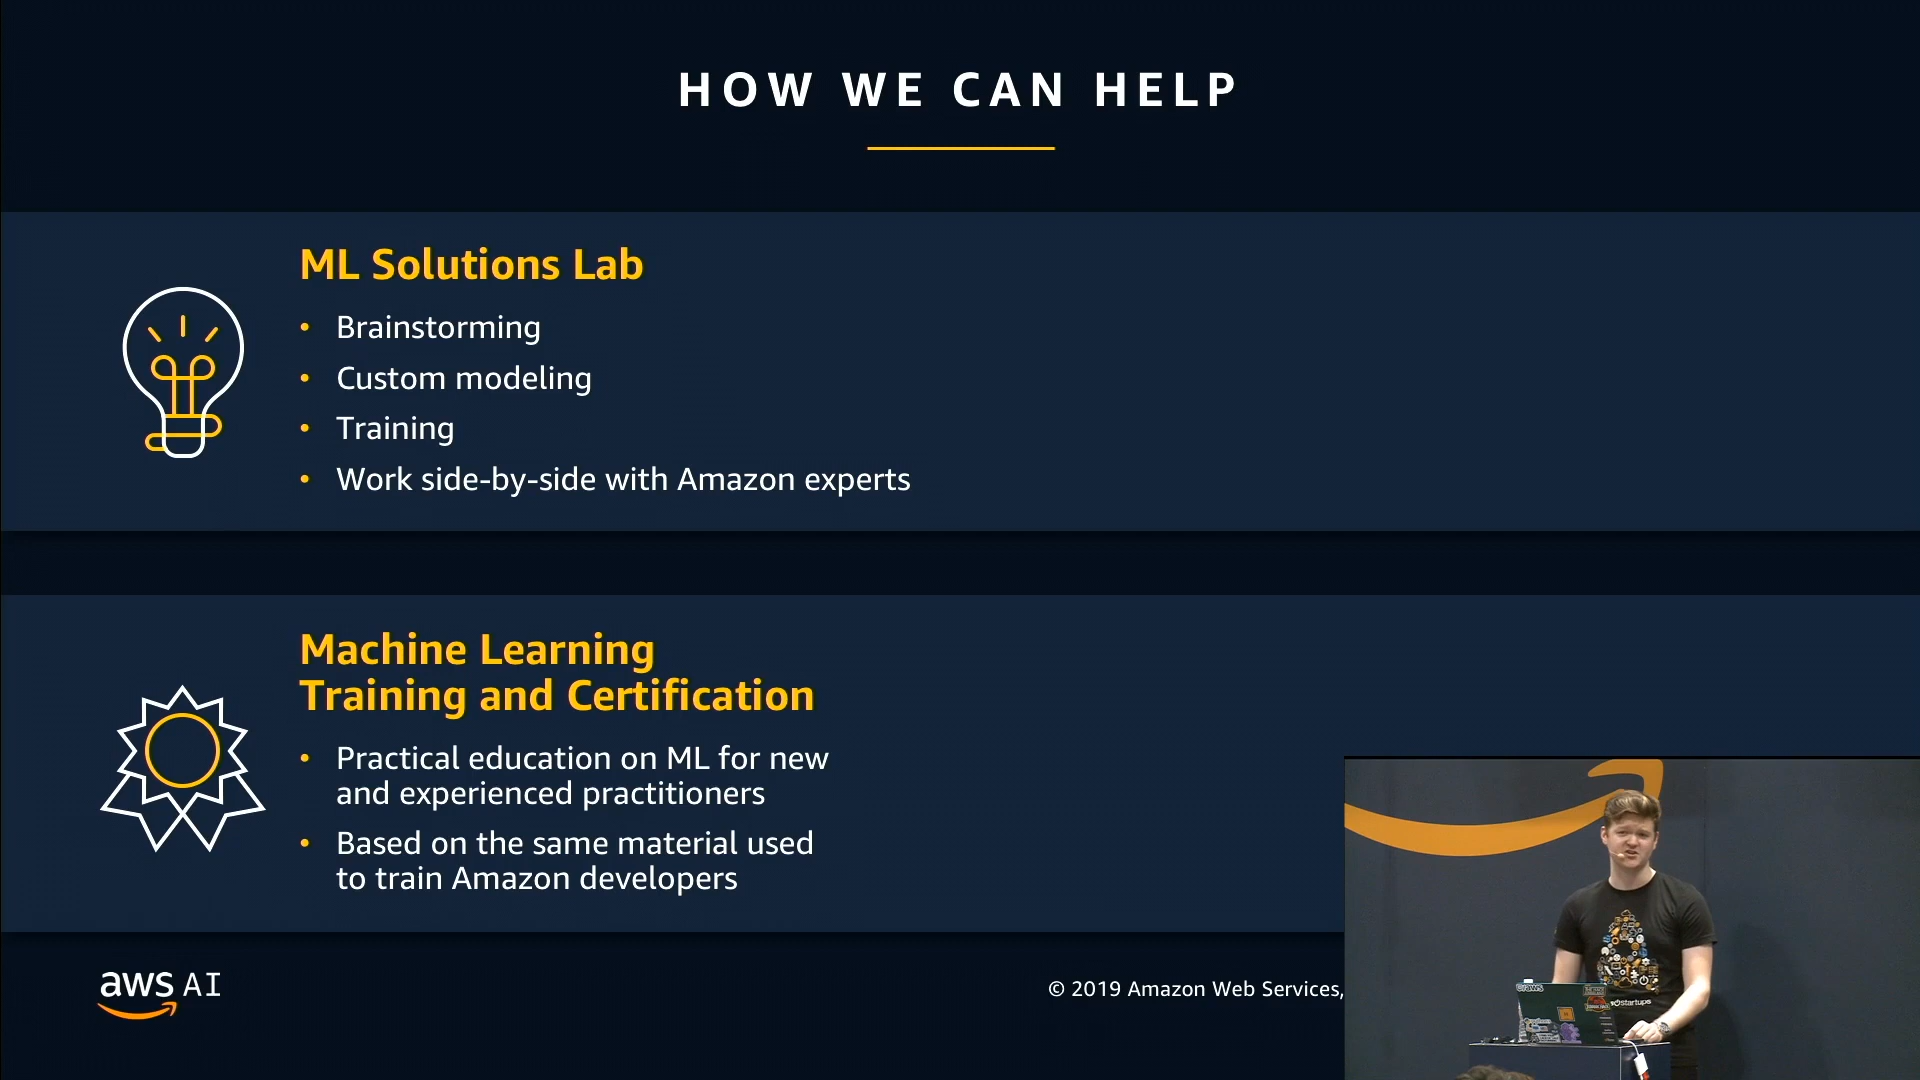 HOW WE CAN HELP
ML Solutions Lab
• Brainstorming
• Custom modeling
• Training
• Work side-by-side with Amazon experts
Machine Learning
Training and Certification
• Practical education on ML for new
and experienced practitioners
• Based on the same material used
to train Amazon developers
aws AI
© 2019 Amazon Web Services,
startups